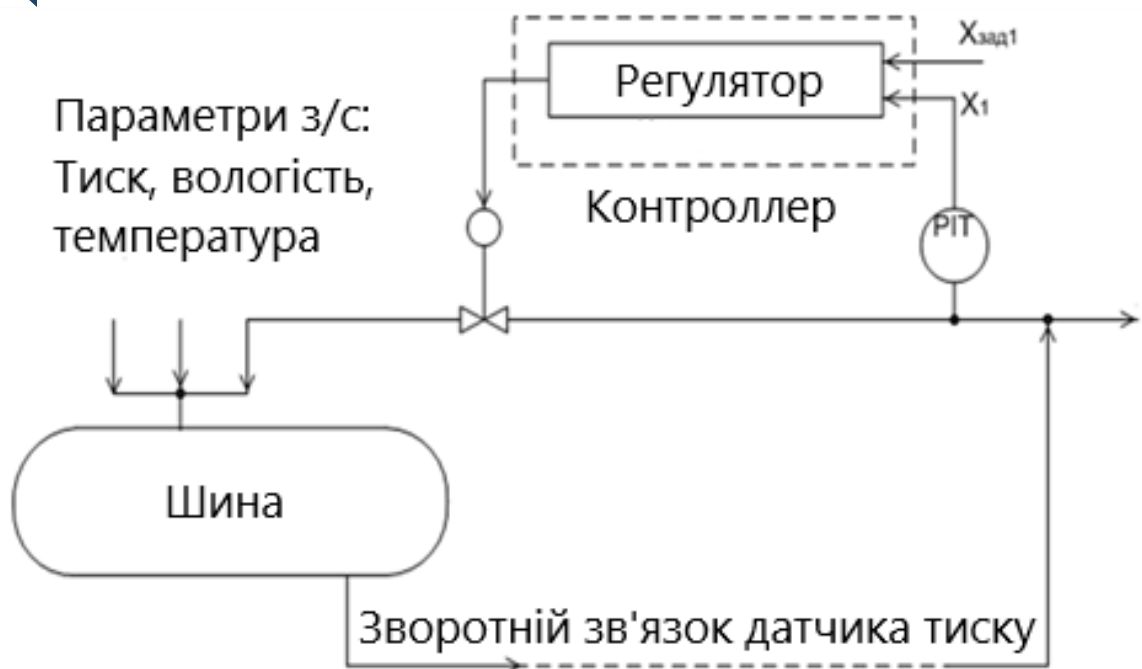 Xзад1
Регулятор
X1
Параметри з/с:
Тиск, вологість,
температура
Контроллер
PIT
Шина
Зворотній зв'язок датчика тиску